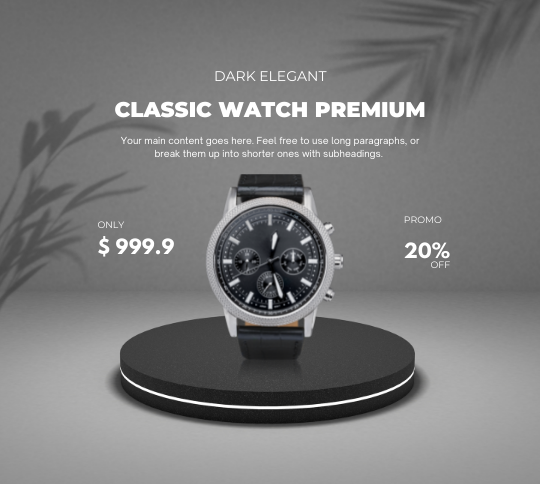 DARK ELEGANT
CLASSIC WATCH PREMIUM
Your main content goes here. Feel free to use long paragraphs, or
break them up into shorter ones with subheadings.
ONLY
$ 999.9
PROMO
20%
OFF